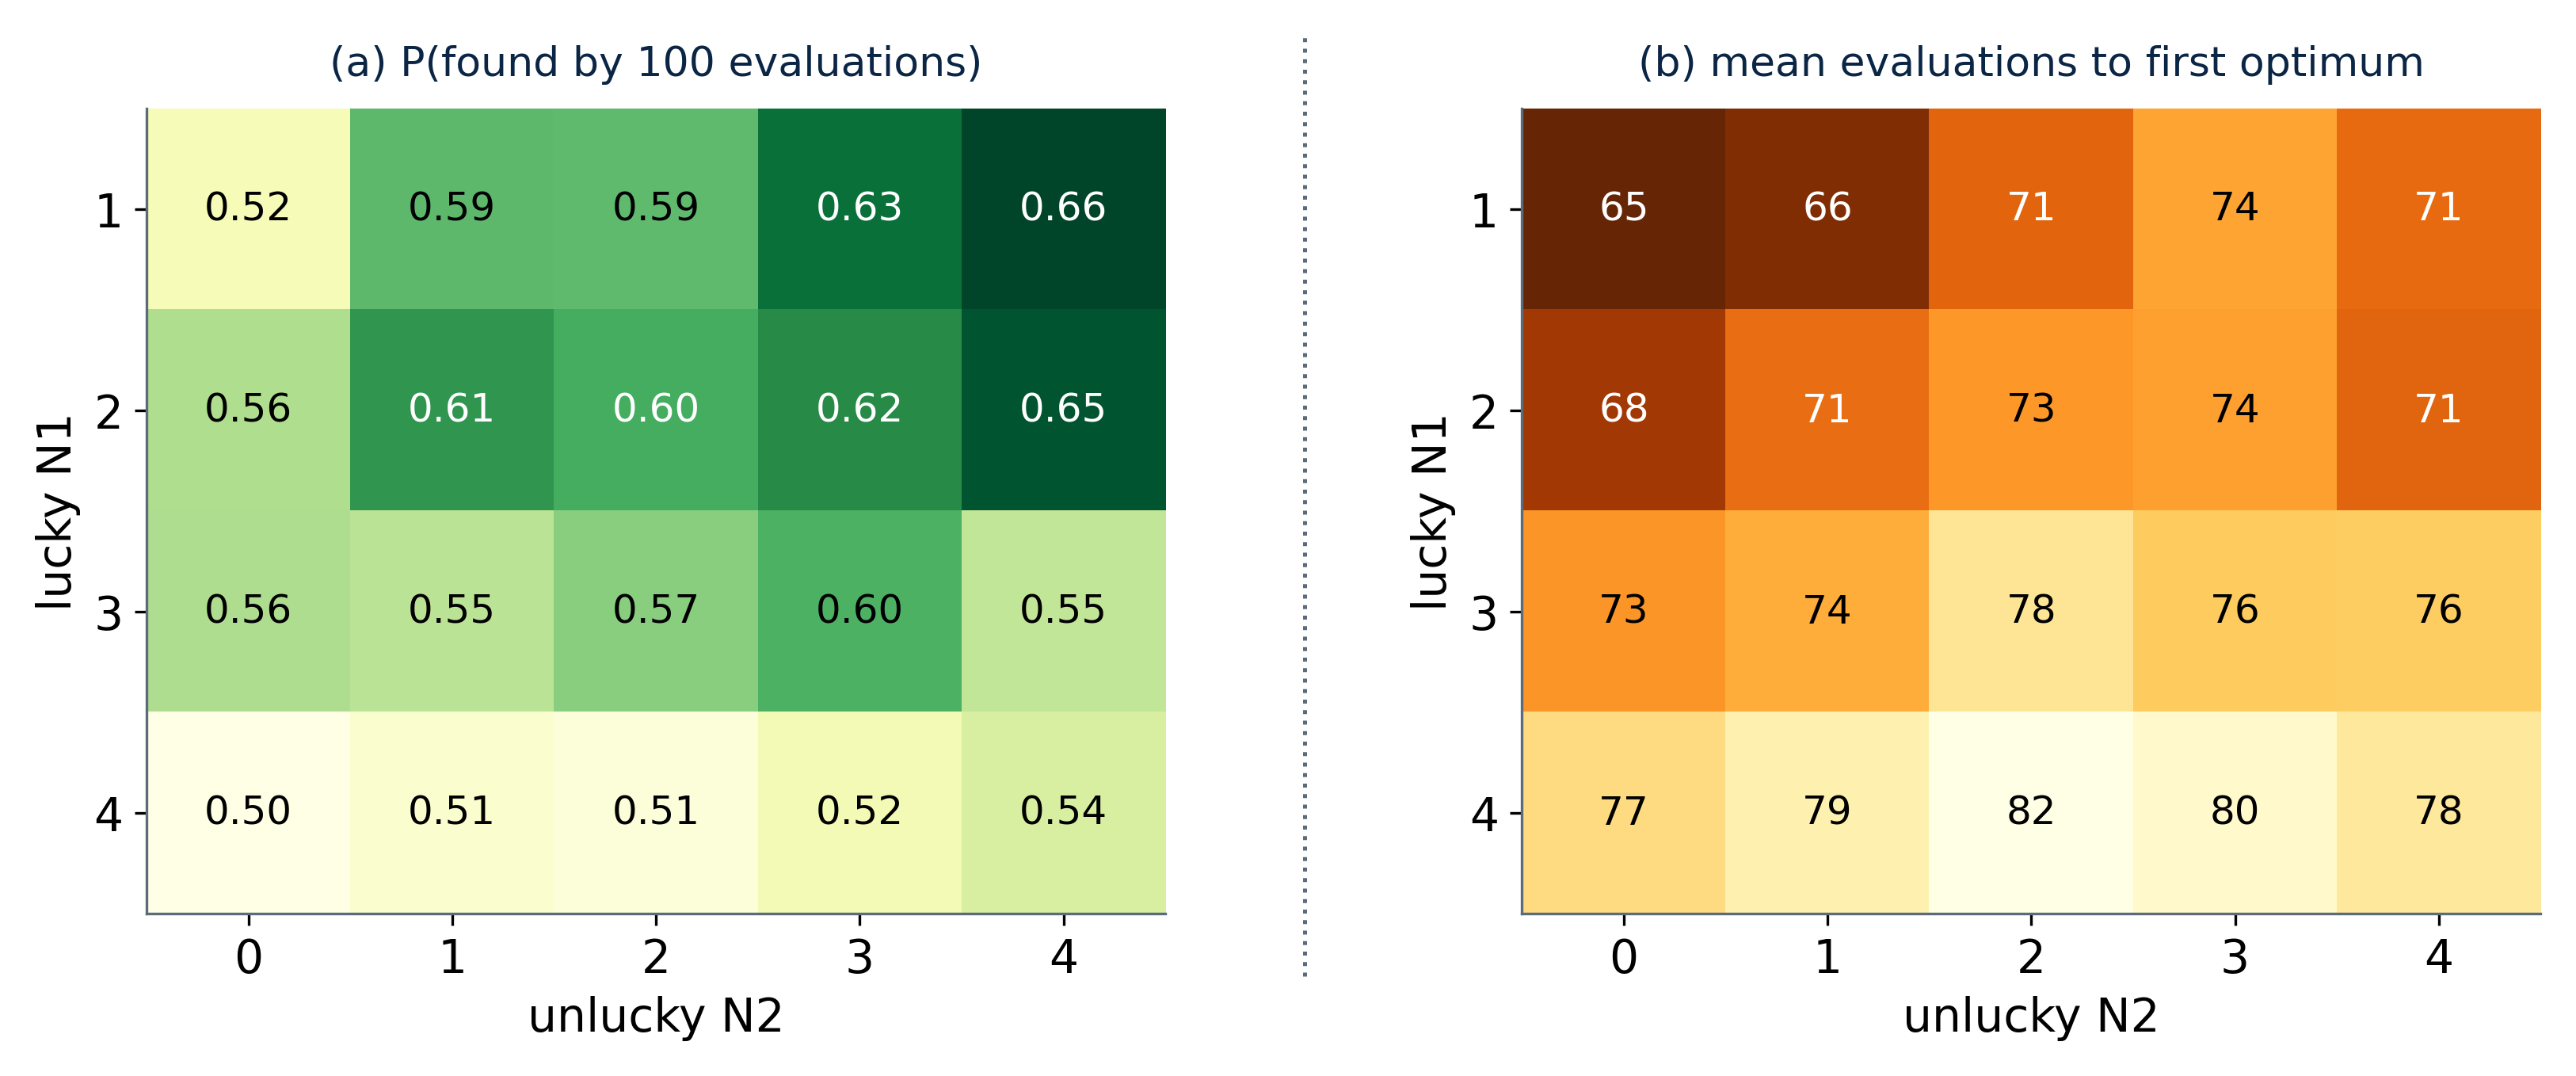 (a) P(found by 100 evaluations)
lucky N1
1 0.52 0.59 0.59 0.63 0.66
2 0.56 0.61 0.60 0.62 0.65
3 0.56 0.55 0.57 0.60 0.55
4 0.50 0.51 0.51 0.52 0.54
0 1 2 3 4
unlucky N2
(b) mean evaluations to first optimum
lucky N1
1 65 66 71 74 71
2 68 71 73 74 71
3 73 74 78 76 76
4 77 79 82 80 78
0 1 2 3 4
unlucky N2